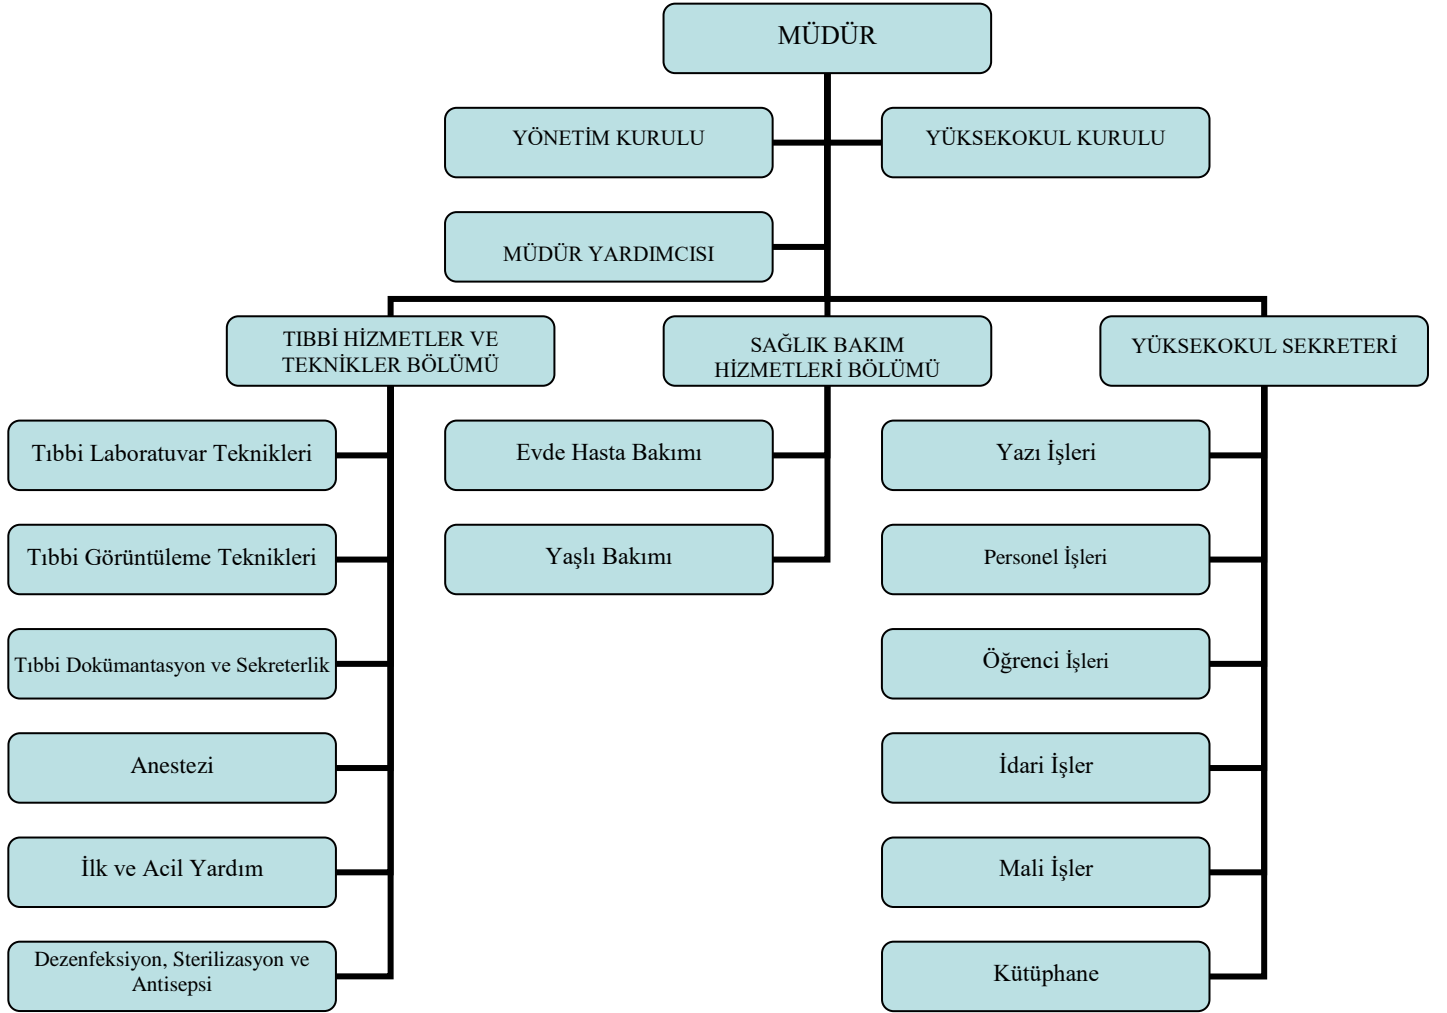 MÜDÜR
YÖNETİM KURULU
YÜKSEKOKUL KURULU
MÜDÜR YARDIMCISI
TIBBİ HİZMETLER VE
TEKNİKLER BÖLÜMÜ
SAĞLIK BAKIM
HİZMETLERİ BÖLÜMÜ
YÜKSEKOKUL SEKRETERİ
Tıbbi Laboratuvar Teknikleri
Evde Hasta Bakımı
Yazı İşleri
Tıbbi Görüntüleme Teknikleri
Yaşlı Bakımı
Personel İşleri
Tıbbi Dokümantasyon ve Sekreterlik
Öğrenci İşleri
Anestezi
İdari İşler
İlk ve Acil Yardım
Mali İşler
Dezenfeksiyon, Sterilizasyon ve
Antisepsi
Kütüphane